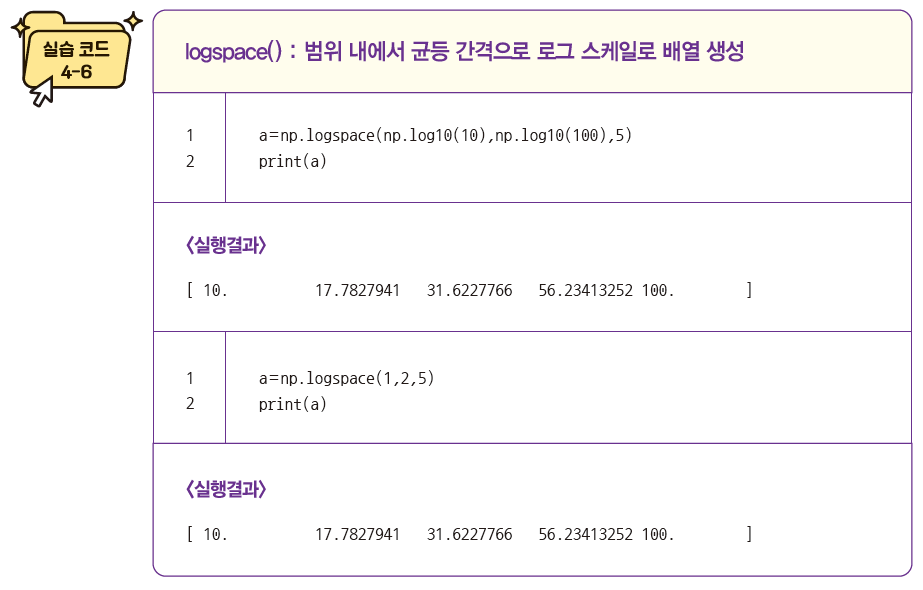 실습 코드
4-6
logspace() : 범위 내에서 균등 간격으로 로그 스케일로 배열 생성
1 a=np.logspace(np.log10(10),np.log10(100),5)
2 print(a)
<실행결과>
[ 10. 17.7827941 31.6227766 56.23413252 100. ]
1 a=np.logspace(1,2,5)
2 print(a)
<실행결과>
[ 10. 17.7827941 31.6227766 56.23413252 100. ]